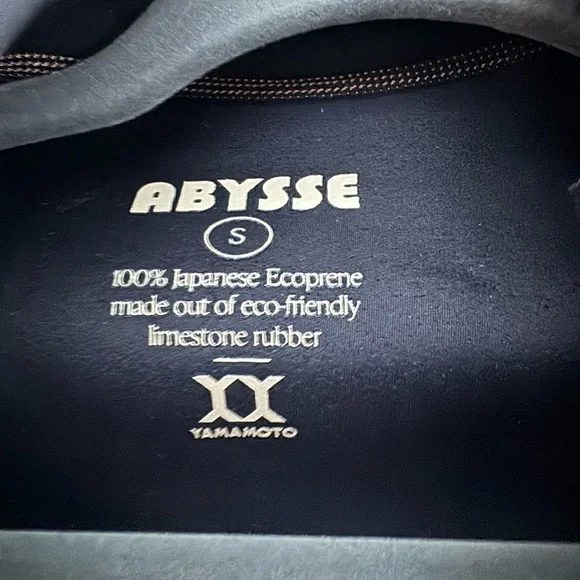 ABYSSE
S
100% Japanese Ecoprene
made out of eco-friendly
limestone rubber
YAMAMOTO